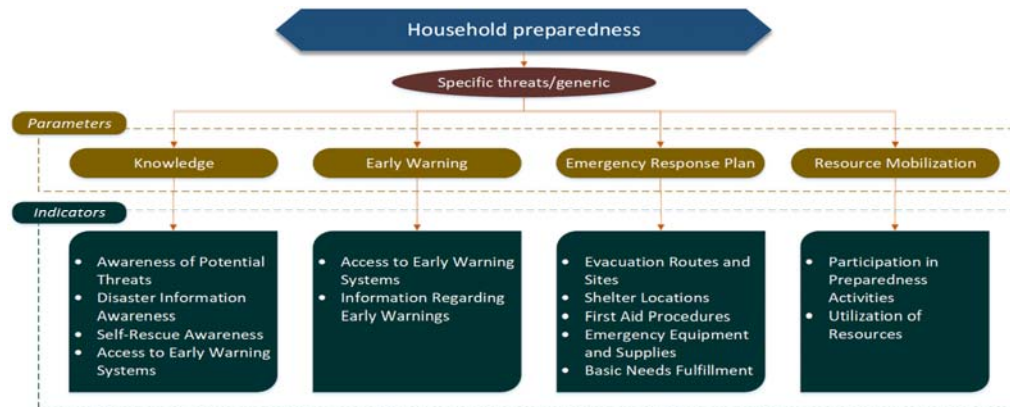 Household preparedness
Specific threats/generic
Parameters
Knowledge
Early Warning
Emergency Response Plan
Resource Mobilization
Indicators
• Awareness of Potential
Threats
• Disaster Information
Awareness
• Self-Rescue Awareness
• Access to Early Warning
Systems
• Access to Early Warning
Systems
• Information Regarding
Early Warnings
• Evacuation Routes and
Sites
• Shelter Locations
• First Aid Procedures
• Emergency Equipment
and Supplies
• Basic Needs Fulfillment
• Participation in
Preparedness
Activities
• Utilization of
Resources